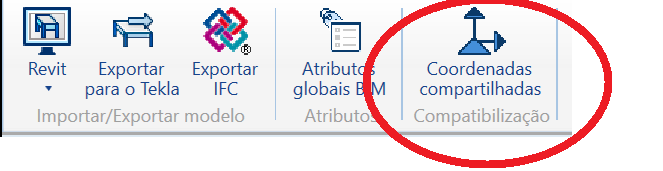 Revit
Exportar
para o Tekla
Exportar
IFC
®
Atributos
globais BIM
Coordenadas
compartilhadas
Importar/Exportar modelo
Atributos
Compatibilização